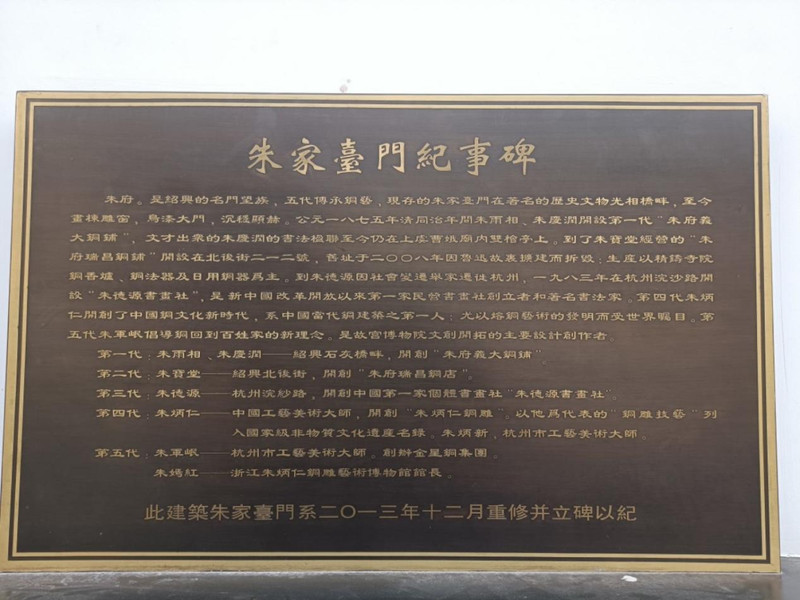 朱家臺門紀事碑
朱府。是紹興的名門望族，五代傳承銅藝，現存的朱家臺門在著名的歷史文物光相橋畔，至今
畫棟雕窗，烏漆大門，沉穩顯赫。公元一八七五年清同治年間朱雨相、朱慶潤開設第一代“朱府義
大銅鋪”，文才出衆的朱慶潤的書法楹聯至今仍在上虞曹娥廟内雙檜亭上。到了朱寶堂經營的“朱
府瑞昌銅鋪”開設在北後街二一二號，舊址于二〇〇八年因魯迅故裏擴建而折毁；生産以精鑄寺院
銅香爐、銅法器及日用銅器爲主。到朱德源因社會變遷舉家遷徙杭州，一九八三年在杭州浣沙路開
設“朱德源書畫社”，是新中國改革開放以來第一家民營書畫社創立者和著名書法家。第四代朱炳
仁開創了中國銅文化新時代，系中國當代銅建築之第一人；尤以熔銅藝術的發明而受世界矚目。第
五代朱軍岷倡導銅回到百姓家的新理念。是故宫博物院文創開拓的主要設計創作者。
第一代：朱雨相、朱慶潤——紹興石灰橋畔，開創“朱府義大銅鋪”。
第二代：朱寶堂——紹興北後街，開創“朱府瑞昌銅店”。
第三代：朱德源——杭州浣紗路，開創中國第一家個體書畫社“朱德源書畫社”。
第四代：朱炳仁——中國工藝美術大師，開創“朱炳仁銅雕”。以他爲代表的“銅雕技藝”列
入國家級非物質文化遺産名錄。朱炳新，杭州市工藝美術大師。
第五代：朱軍岷——杭州市工藝美術大師。創辦金星銅集團。
朱嫣紅——浙江朱炳仁銅雕藝術博物館館長。
此建築朱家臺門系二〇一三年十二月重修并立碑以紀